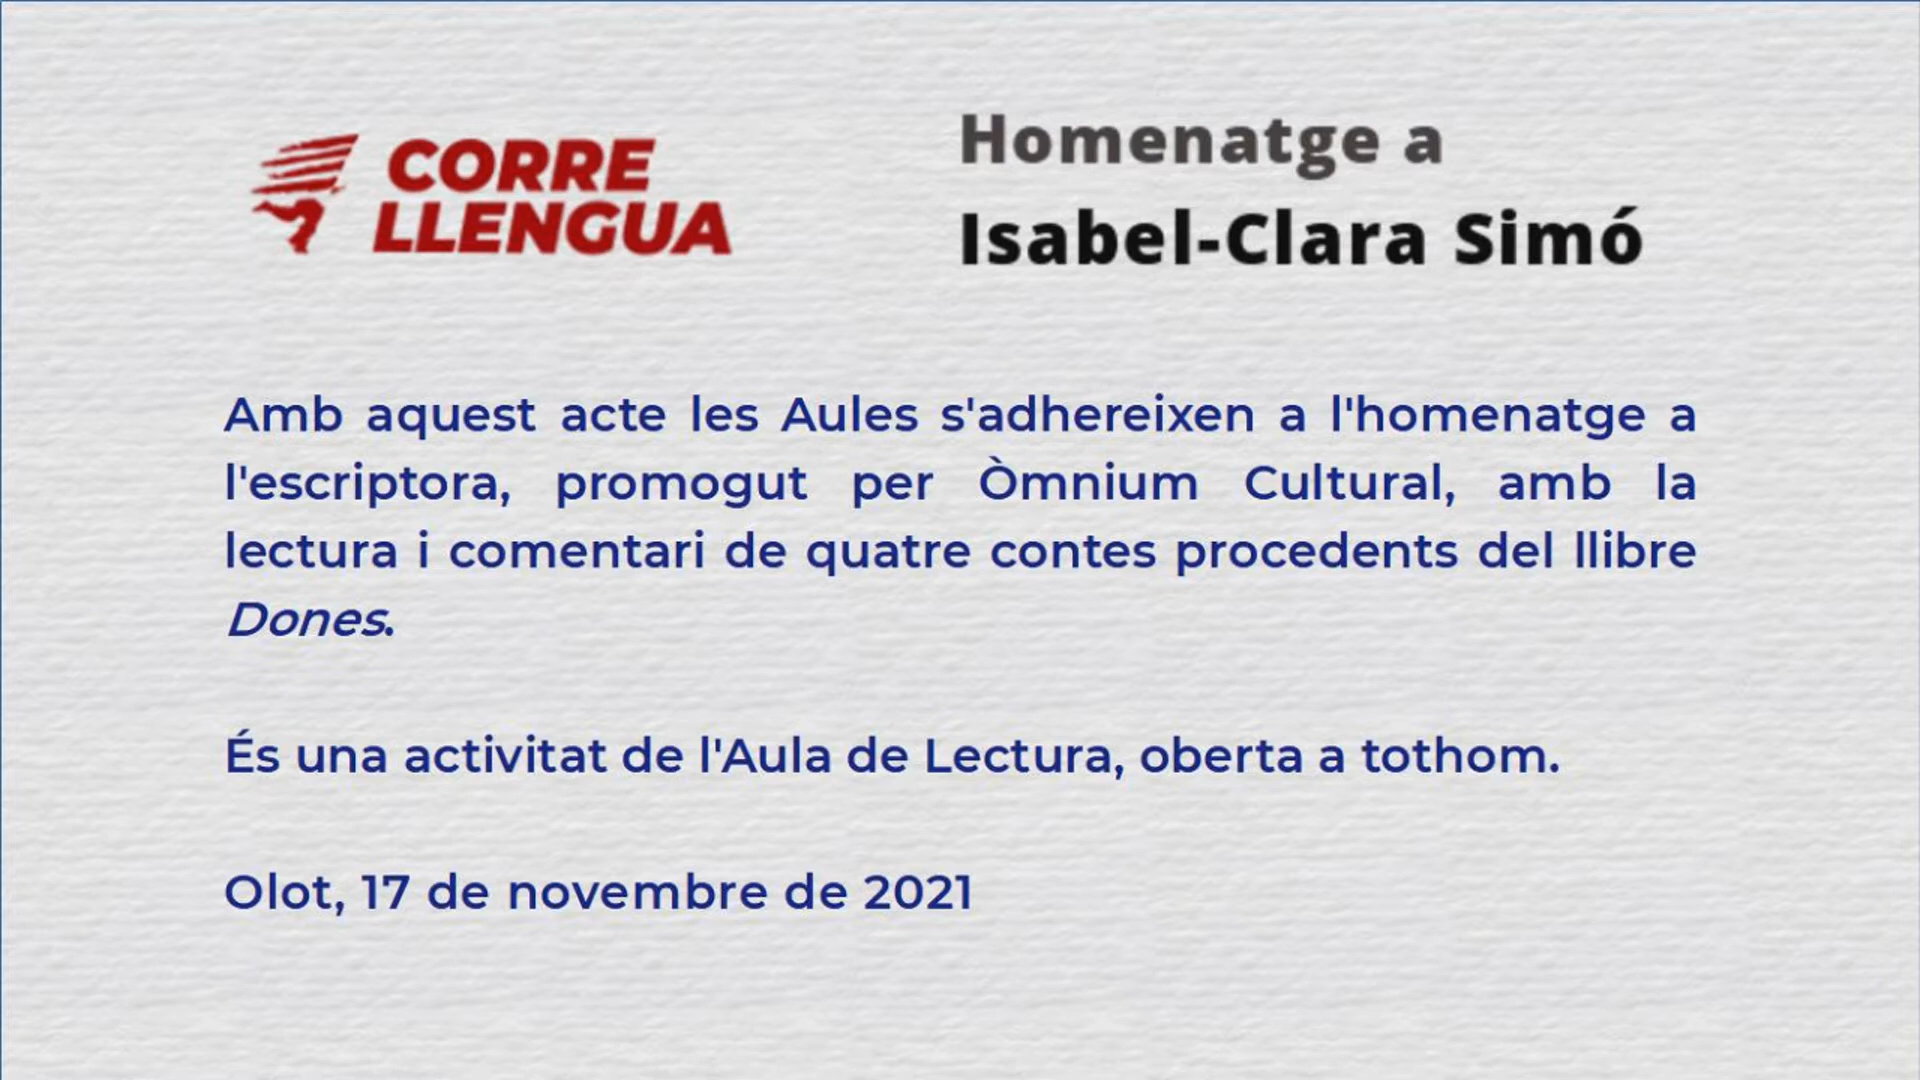 CORRE
LLENGUA
Homenatge a
Isabel-Clara Simó
Amb aquest acte les Aules s'adhereixen a l'homenatge a
l'escriptora, promogut per Òmnium Cultural, amb la
lectura i comentari de quatre contes procedents del llibre
Dones.
És una activitat de l'Aula de Lectura, oberta a tothom.
Olot, 17 de novembre de 2021